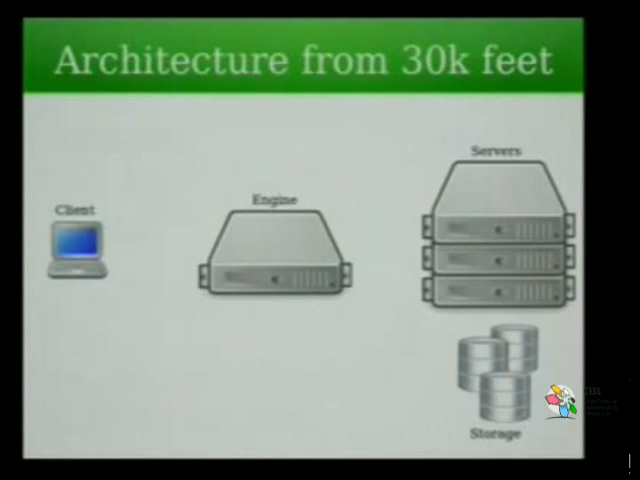 Architecture from 30k feet
Servers
Client
Engine
Storage